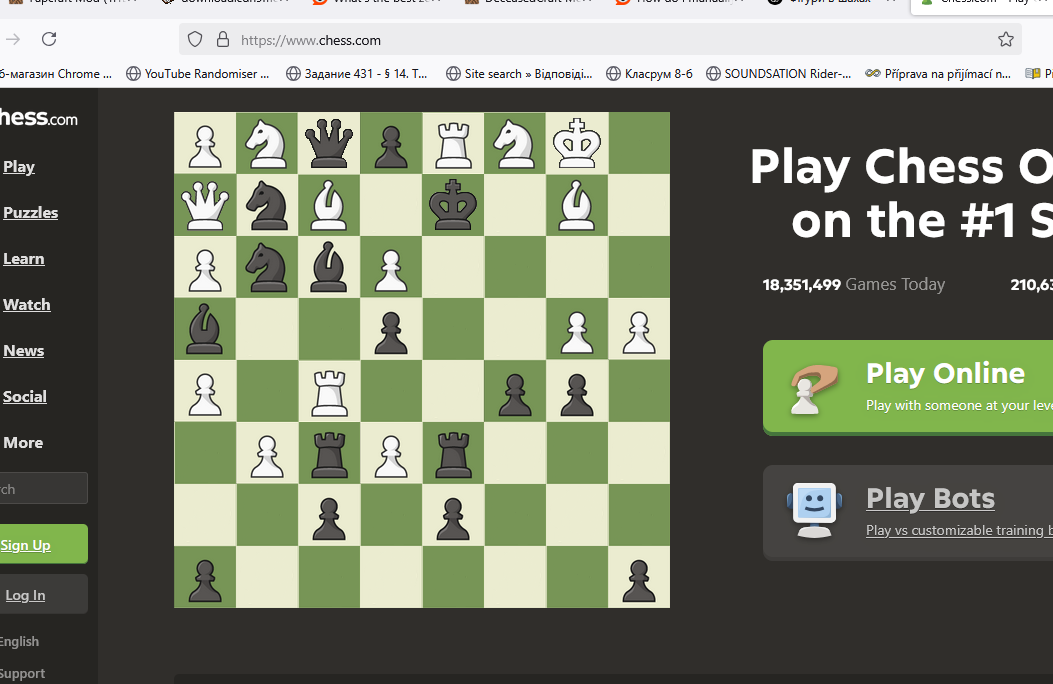 https://www.chess.com
б-магазин Chrome ... YouTube Randomiser ... Задание 431 - § 14. Т... Site search » Відповіді... Класрум 8-б SOUNDSATION Rider-... Příprava na přijímací n...
hess.com
Play
Puzzles
Learn
Watch
News
Social
More
rch
Sign Up
Log In
English
Support
Play Chess O
on the #1 S
18,351,499 Games Today 210,63
Play Online
Play with someone at your leve
Play Bots
Play vs customizable training b